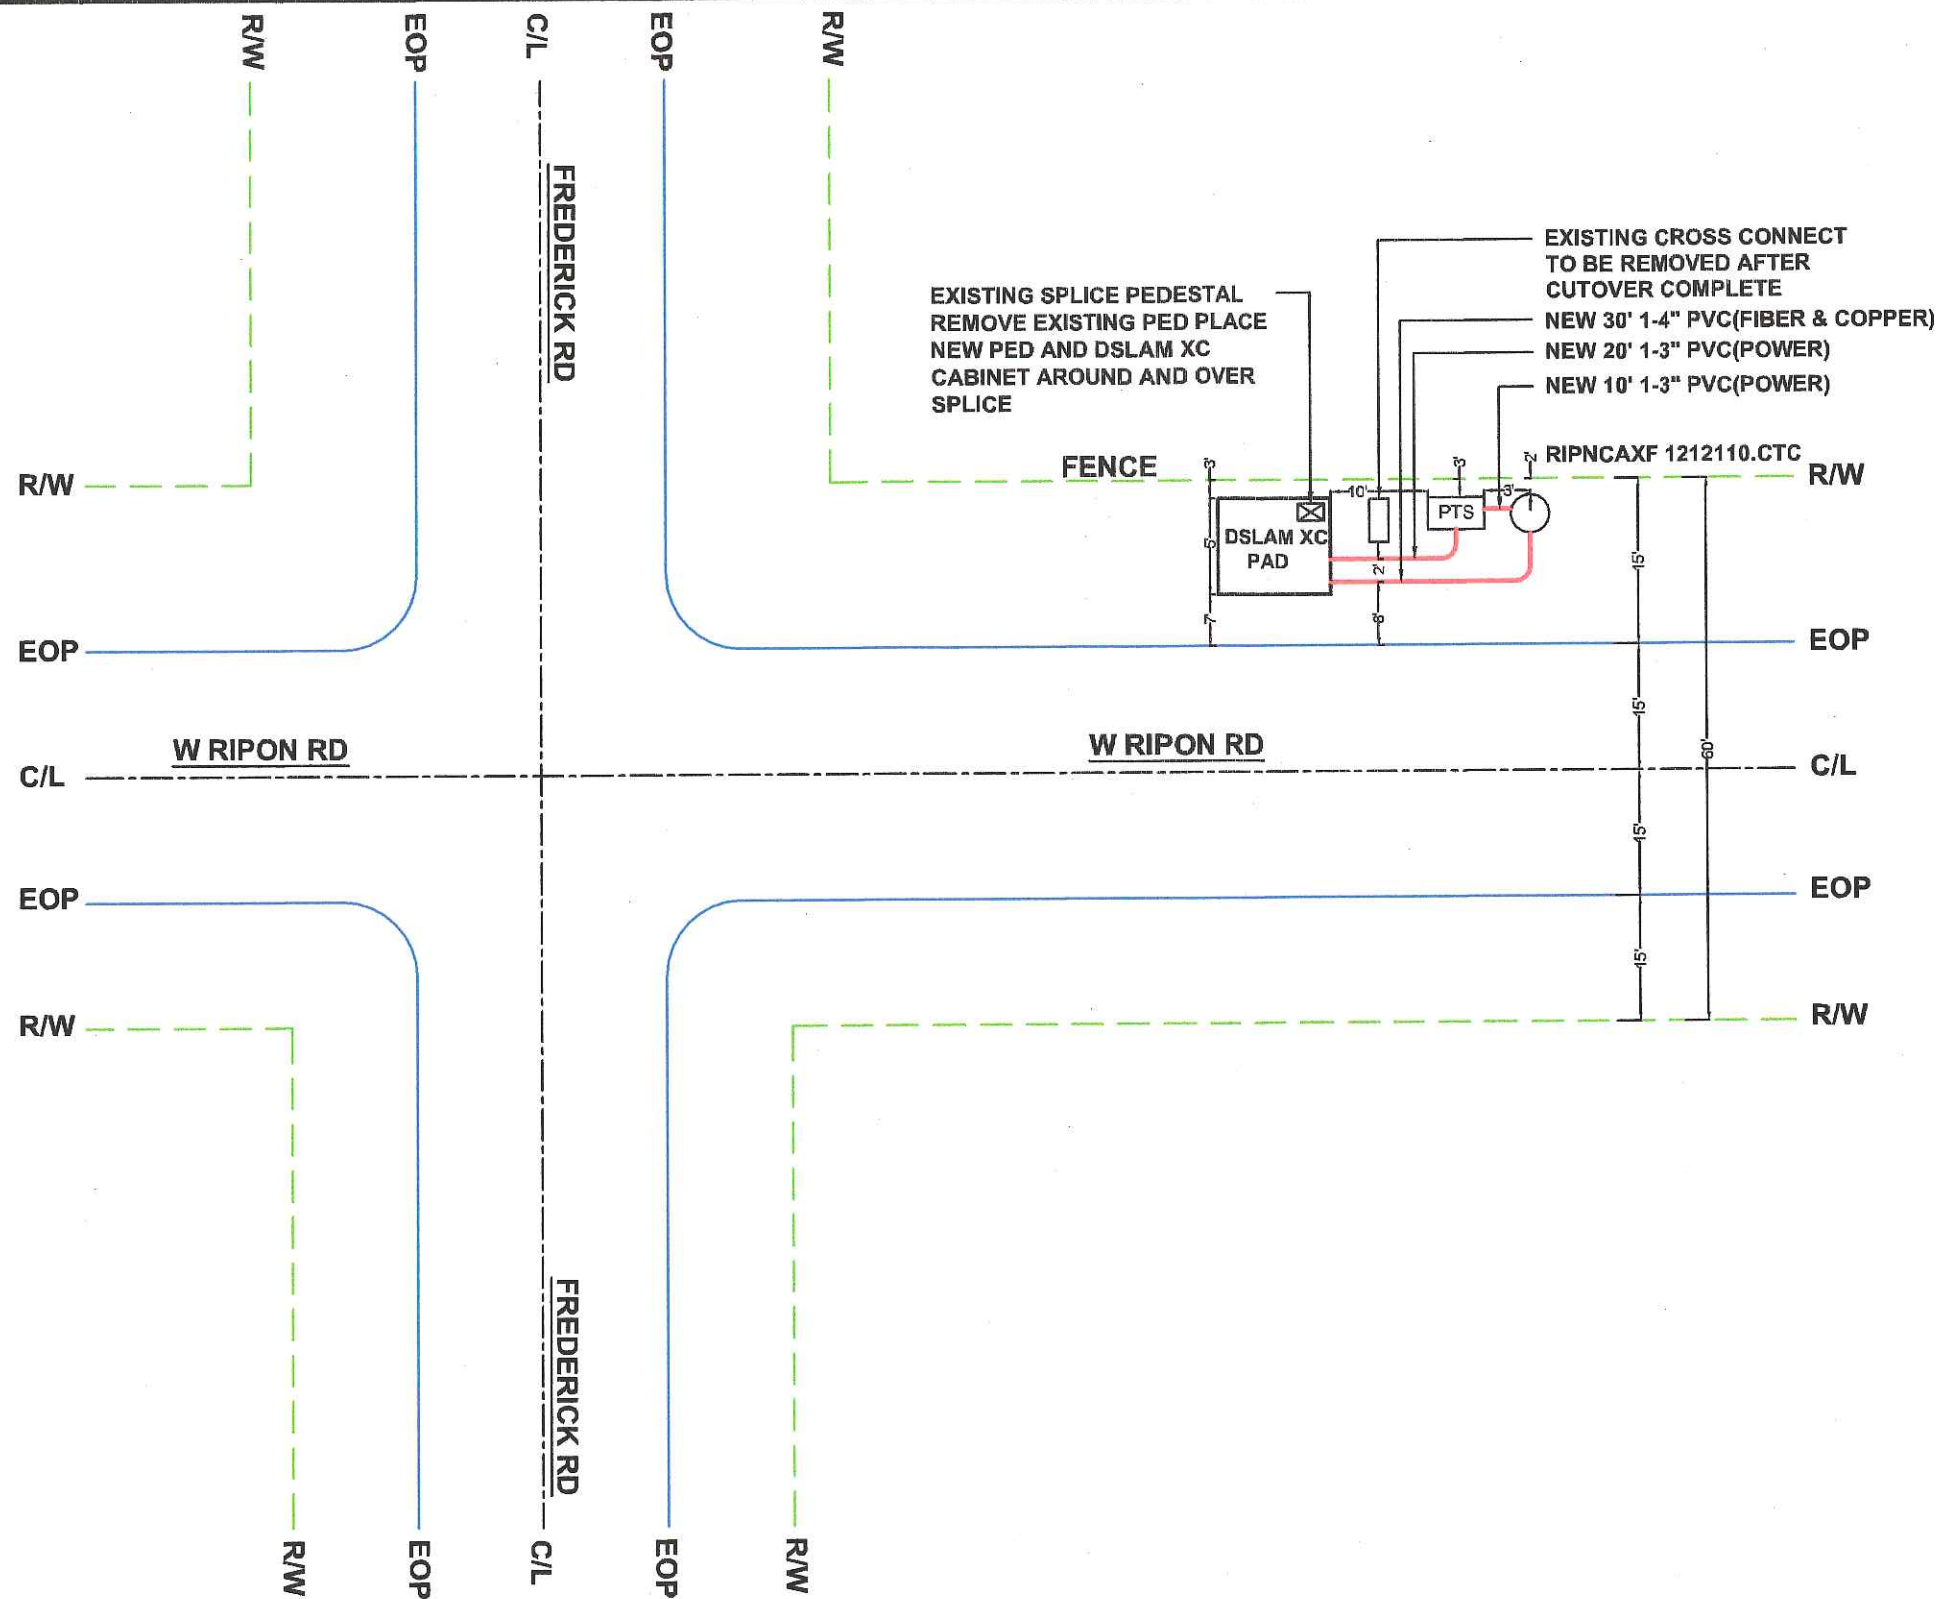 R/W
EOP
C/L
EOP
R/W
FREDERICK RD
EXISTING CROSS CONNECT
TO BE REMOVED AFTER
CUTOVER COMPLETE
EXISTING SPLICE PEDESTAL
REMOVE EXISTING PED PLACE
NEW PED AND DSLAM XC
CABINET AROUND AND OVER
SPLICE
NEW 30' 1-4" PVC(FIBER & COPPER)
NEW 20' 1-3" PVC(POWER)
NEW 10' 1-3" PVC(POWER)
RIPNCAXF 1212110.CTC
FENCE
3'
3'
2'
R/W
R/W
10'
3'
PTS
DSLAM XC
PAD
5'
2'
15'
7'
8'
EOP
EOP
15'
W RIPON RD
W RIPON RD
60'
C/L
C/L
15'
EOP
EOP
15'
R/W
R/W
FREDERICK RD
R/W
EOP
C/L
EOP
R/W